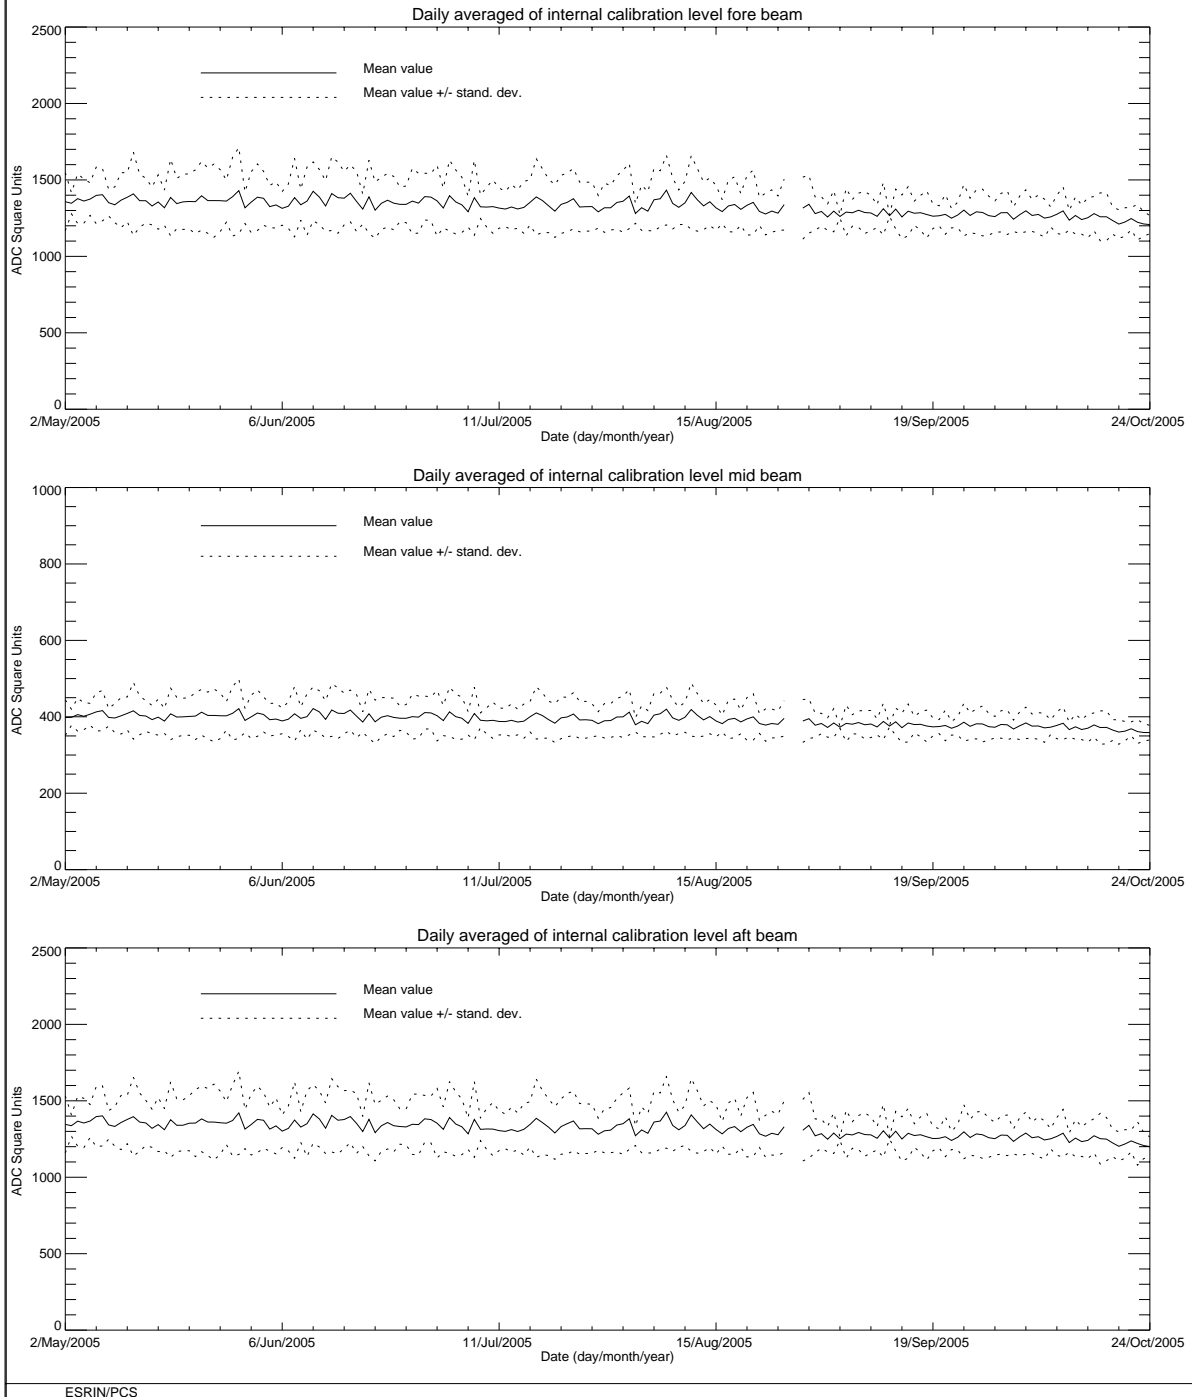 Daily averaged of internal calibration level fore beam
2500
2000
1500
1000
500
0
ADC Square Units
Mean value
Mean value +/- stand. dev.
2/May/2005 6/Jun/2005 11/Jul/2005 15/Aug/2005 19/Sep/2005 24/Oct/2005
Date (day/month/year)
Daily averaged of internal calibration level mid beam
1000
800
600
400
200
0
ADC Square Units
Mean value
Mean value +/- stand. dev.
2/May/2005 6/Jun/2005 11/Jul/2005 15/Aug/2005 19/Sep/2005 24/Oct/2005
Date (day/month/year)
Daily averaged of internal calibration level aft beam
2500
2000
1500
1000
500
0
ADC Square Units
Mean value
Mean value +/- stand. dev.
2/May/2005 6/Jun/2005 11/Jul/2005 15/Aug/2005 19/Sep/2005 24/Oct/2005
Date (day/month/year)
ESRIN/PCS